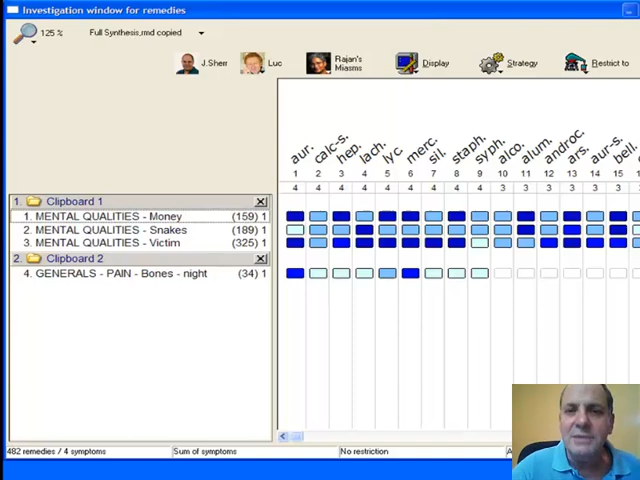 Investigation window for remedies
125 % Full Synthesis,rmd copied
J.Sherr Luc Rajan's Miasms Display Strategy Restrict to
aur. calc-s. hep. lach. lyc. merc. sil. staph. syph. alco. alum. androc. ars. aur-s. bell.
1 2 3 4 5 6 7 8 9 10 11 12 13 14 15
4 4 4 4 4 4 4 4 4 3 3 3 3 3 3
1. Clipboard 1
1. MENTAL QUALITIES - Money (159) 1
2. MENTAL QUALITIES - Snakes (189) 1
3. MENTAL QUALITIES - Victim (325) 1
2. Clipboard 2
4. GENERALS - PAIN - Bones - night (34) 1
482 remedies / 4 symptoms Sum of symptoms No restriction